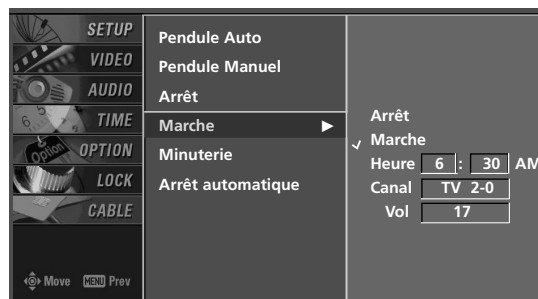 SETUP
VIDEO
AUDIO
TIME
OPTION
LOCK
CABLE
Move MENU Prev
Pendule Auto
Pendule Manuel
Arrêt
Marche
Minuterie
Arrêt automatique
Arrêt
Marche
Heure 6 : 30 AM
Canal TV 2-0
Vol 17